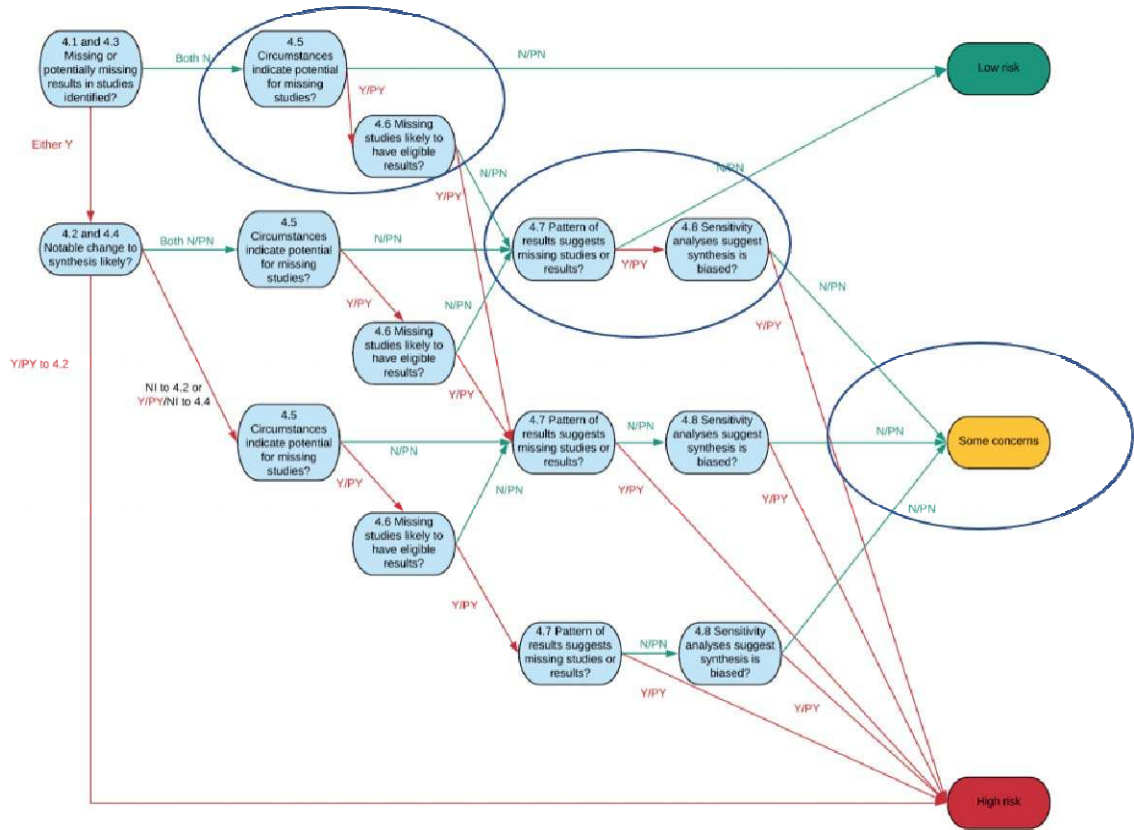 4.1 and 4.3
Missing or
potentially missing
results in studies
identified?
Both N
4.5
Circumstances
indicate potential
for missing
studies?
N/PN
Low risk
Y/PY
4.6 Missing
studies likely to
have eligible
results?
Either Y
N/PN
Y/PY
N/PN
4.2 and 4.4
Notable change to
synthesis likely?
Both N/PN
4.5
Circumstances
indicate potential
for missing
studies?
N/PN
4.7 Pattern of
results suggests
missing studies or
results?
Y/PY
4.8 Sensitivity
analyses suggest
synthesis is
biased?
N/PN
Y/PY
Y/PY
N/PN
4.6 Missing
studies likely to
have eligible
results?
Y/PY
Y/PY to 4.2
NI to 4.2 or
Y/PY/NI to 4.4
4.5
Circumstances
indicate potential
for missing
studies?
N/PN
4.7 Pattern of
results suggests
missing studies or
results?
N/PN
4.8 Sensitivity
analyses suggest
synthesis is
biased?
N/PN
Some concerns
Y/PY
N/PN
Y/PY
Y/PY
4.6 Missing
studies likely to
have eligible
results?
N/PN
Y/PY
4.7 Pattern of
results suggests
missing studies or
results?
N/PN
4.8 Sensitivity
analyses suggest
synthesis is
biased?
Y/PY
Y/PY
High risk